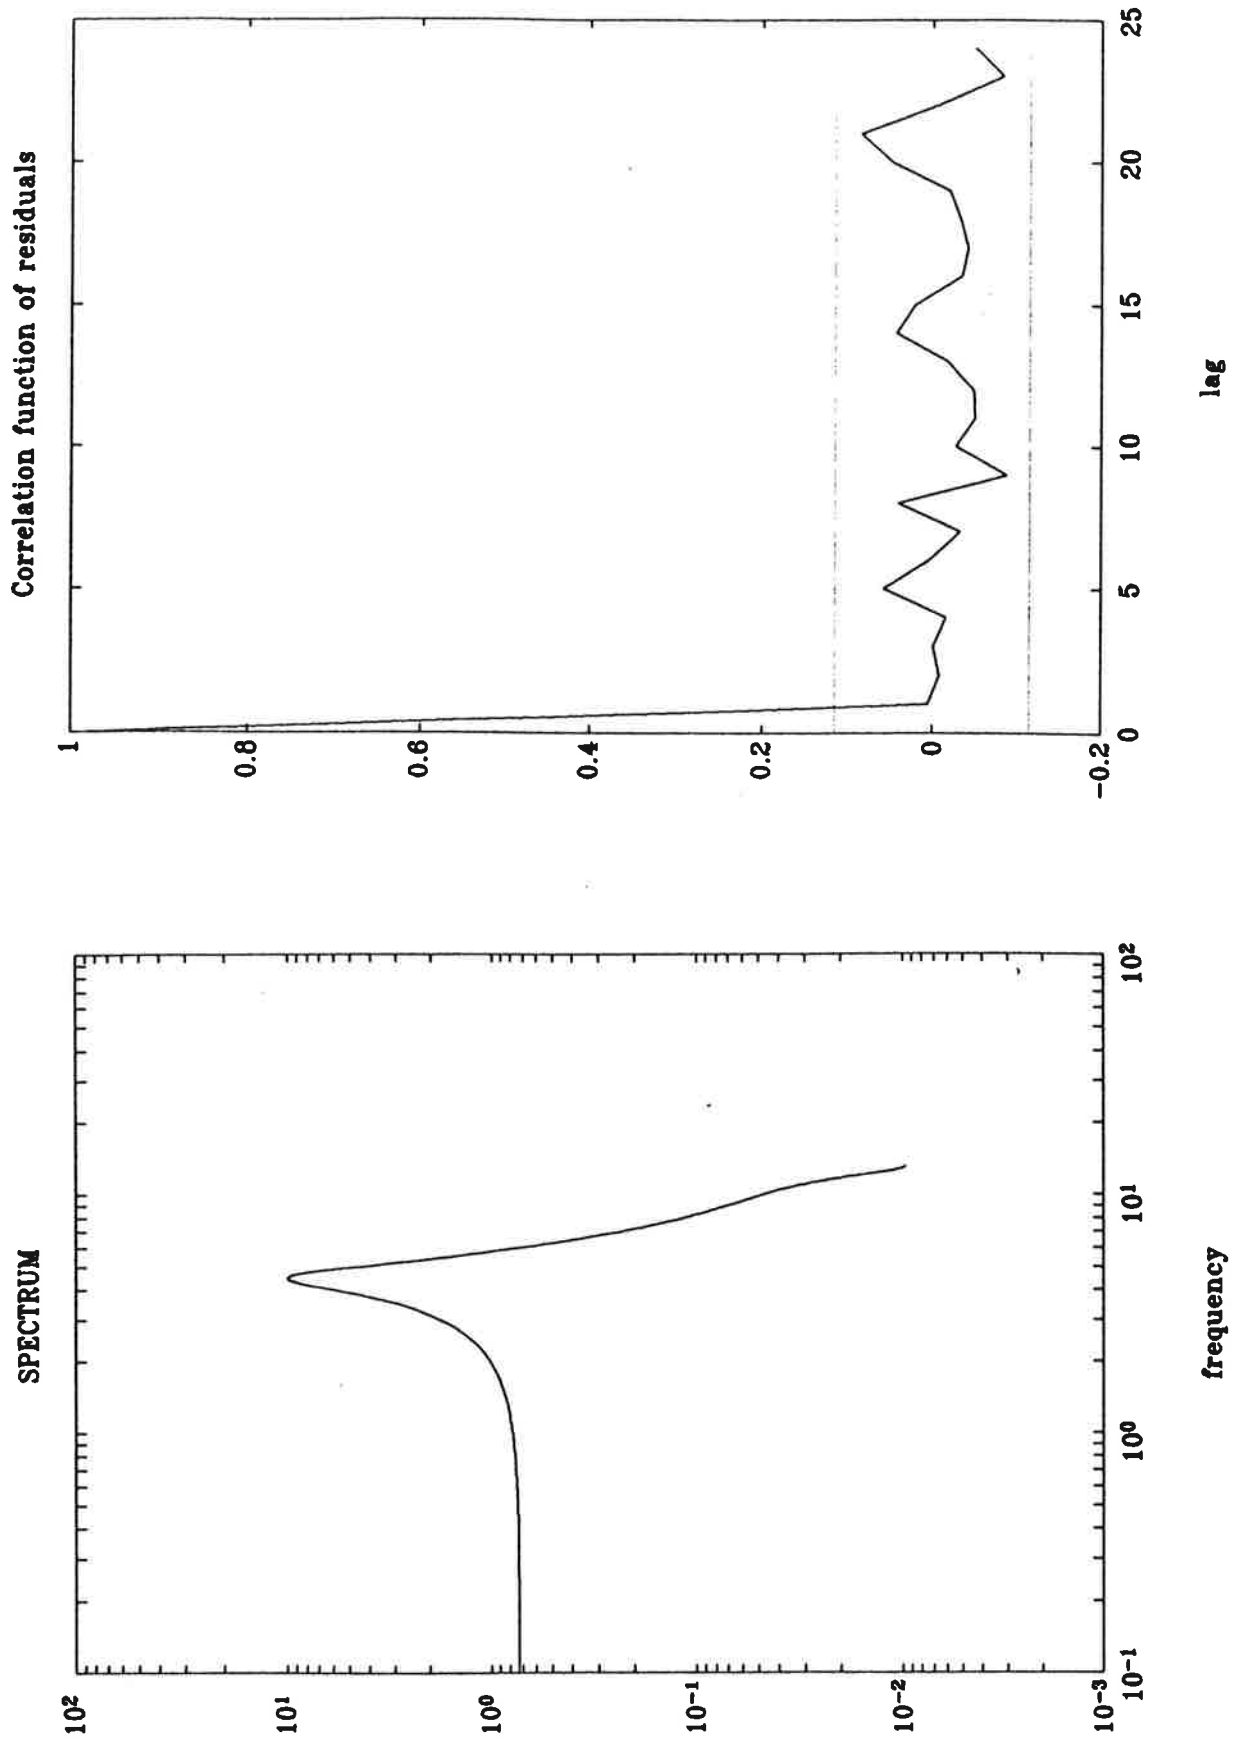 SPECTRUM
10²
10¹
10⁰
10⁻¹
10⁻²
10⁻³
10⁻¹ 10⁰ 10¹ 10²
frequency
Correlation function of residuals
1
0.8
0.6
0.4
0.2
0
-0.2
0 5 10 15 20 25
lag